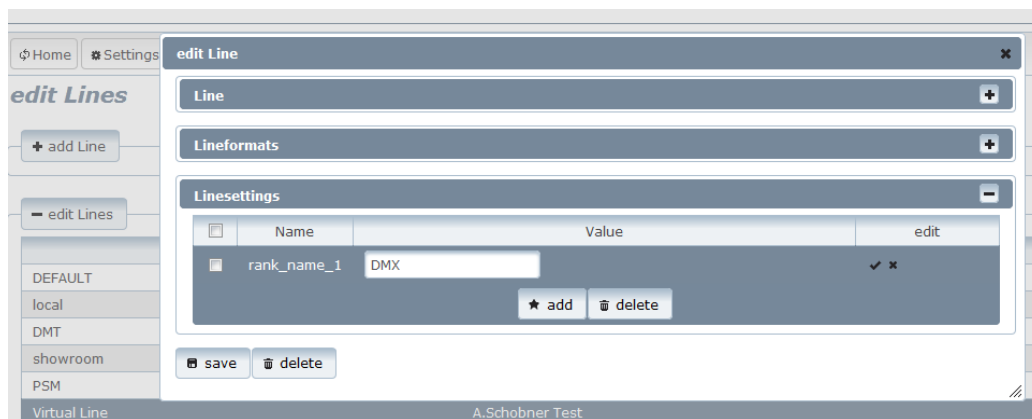 Home Settings
edit Line
edit Lines
Line
add Line
Lineformats
Linesettings
edit Lines
Name Value edit
rank_name_1 DMX
DEFAULT
local
add delete
DMT
showroom
save delete
PSM
Virtual Line A.Schobner Test